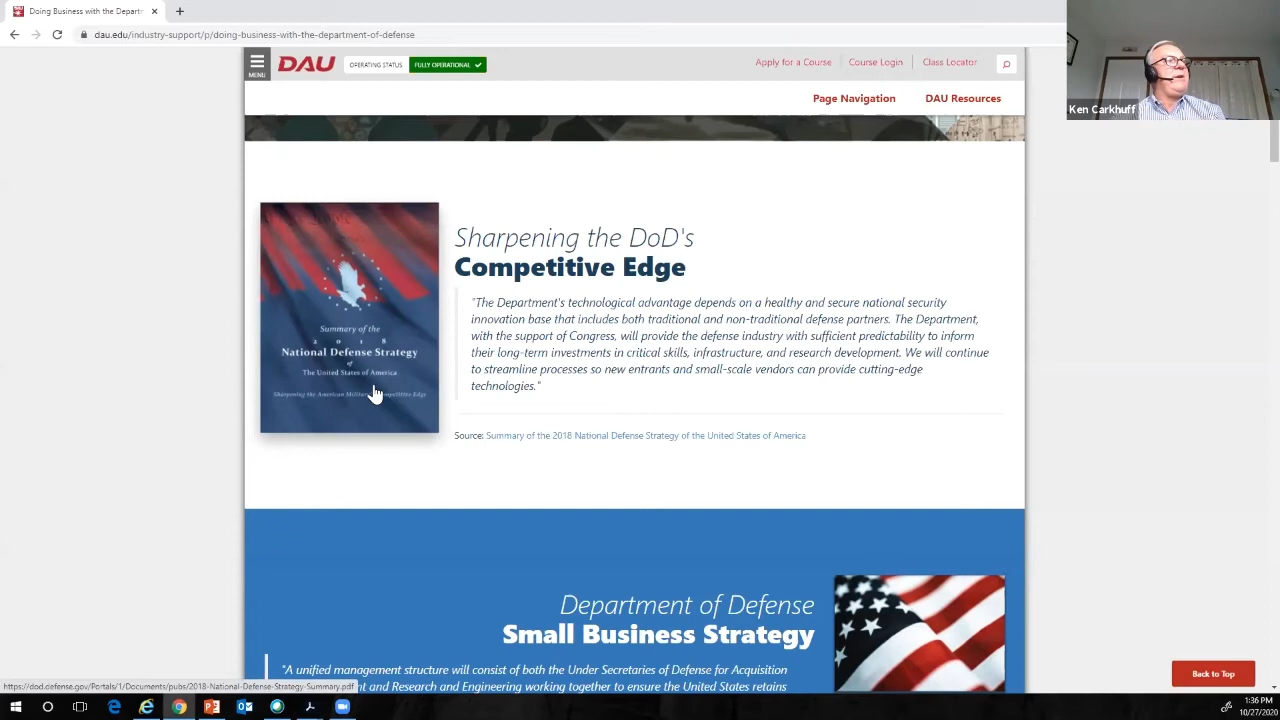 Doing Business with the Departm
dau.edu/industry-support/p/doing-business-with-the-department-of-defense
MENU
DAU
OPERATING STATUS FULLY OPERATIONAL
Apply for a Course Course Login Class Locator
Ken Carkhuff
Page Navigation DAU Resources
Summary of the
2018
National Defense Strategy
of
The United States of America
Sharpening the American Military's Competitive Edge
Sharpening the DoD's
Competitive Edge
"The Department's technological advantage depends on a healthy and secure national security
innovation base that includes both traditional and non-traditional defense partners. The Department,
with the support of Congress, will provide the defense industry with sufficient predictability to inform
their long-term investments in critical skills, infrastructure, and research development. We will continue
to streamline processes so new entrants and small-scale vendors can provide cutting-edge
technologies."
Source: Summary of the 2018 National Defense Strategy of the United States of America
Department of Defense
Small Business Strategy
"A unified management structure will consist of both the Under Secretaries of Defense for Acquisition
nt and Research and Engineering working together to ensure the United States retains
Back to Top
https://dod.defense.gov/Portals/1/Documents/pubs/2018-National-Defense-Strategy-Summary.pdf
1:36 PM
10/27/2020